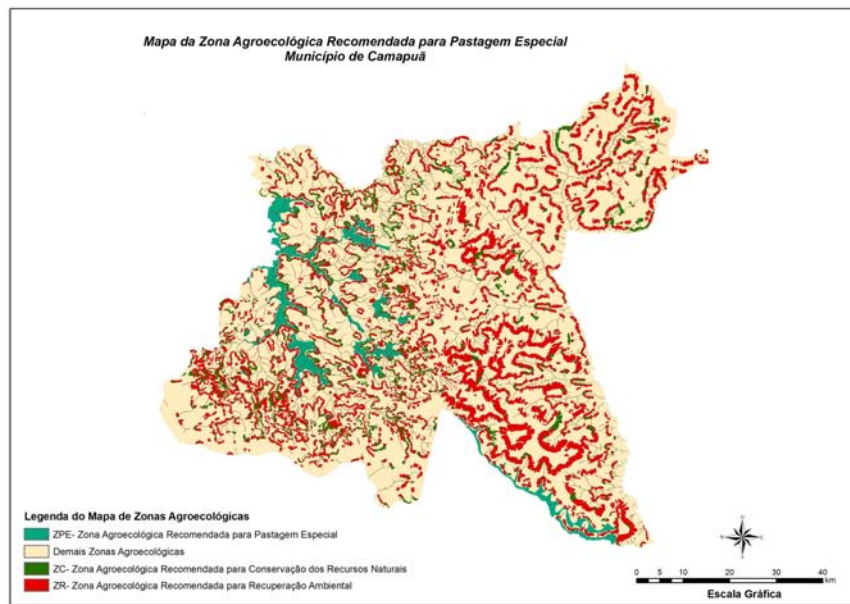 Mapa da Zona Agroecológica Recomendada para Pastagem Especial
Município de Camapuã
Legenda do Mapa de Zonas Agroecológicas
ZPE- Zona Agroecológica Recomendada para Pastagem Especial
Demais Zonas Agroecológicas
ZC- Zona Agroecológica Recomendada para Conservação dos Recursos Naturais
ZR- Zona Agroecológica Recomendada para Recuperação Ambiental
0 5 10 20 30 40
km
Escala Gráfica